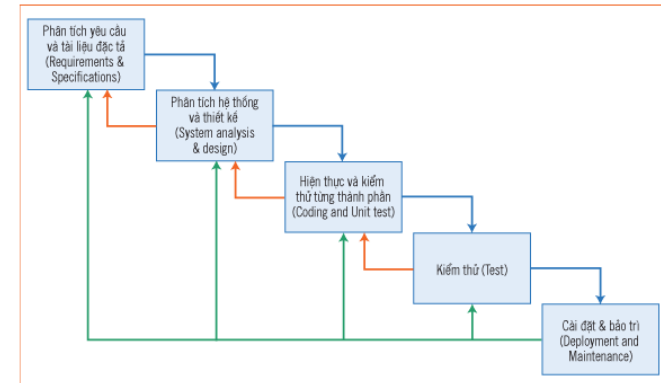 Phân tích yêu cầu
và tài liệu đặc tả
(Requirements &
Specifications)
Phân tích hệ thống
và thiết kế
(System analysis
& design)
Hiện thực và kiểm
thử từng thành phần
(Coding and Unit test)
Kiểm thử (Test)
Cài đặt & bảo trì
(Deployment and
Maintenance)